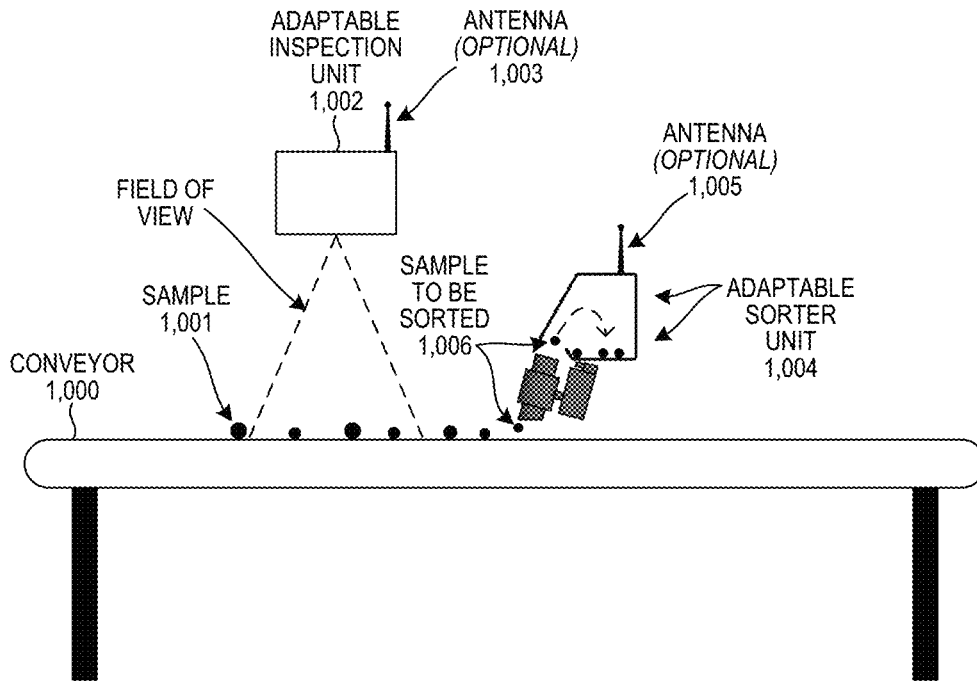 ADAPTABLE
INSPECTION
UNIT
1,002
ANTENNA
(OPTIONAL)
1,003
ANTENNA
(OPTIONAL)
1,005
FIELD OF
VIEW
SAMPLE
1,001
SAMPLE
TO BE
SORTED
1,006
ADAPTABLE
SORTER
UNIT
1,004
CONVEYOR
1,000